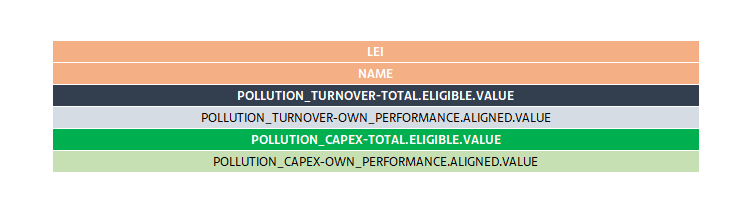 LEI
NAME
POLLUTION_TURNOVER-TOTAL.ELIGIBLE.VALUE
POLLUTION_TURNOVER-OWN_PERFORMANCE.ALIGNED.VALUE
POLLUTION_CAPEX-TOTAL.ELIGIBLE.VALUE
POLLUTION_CAPEX-OWN_PERFORMANCE.ALIGNED.VALUE